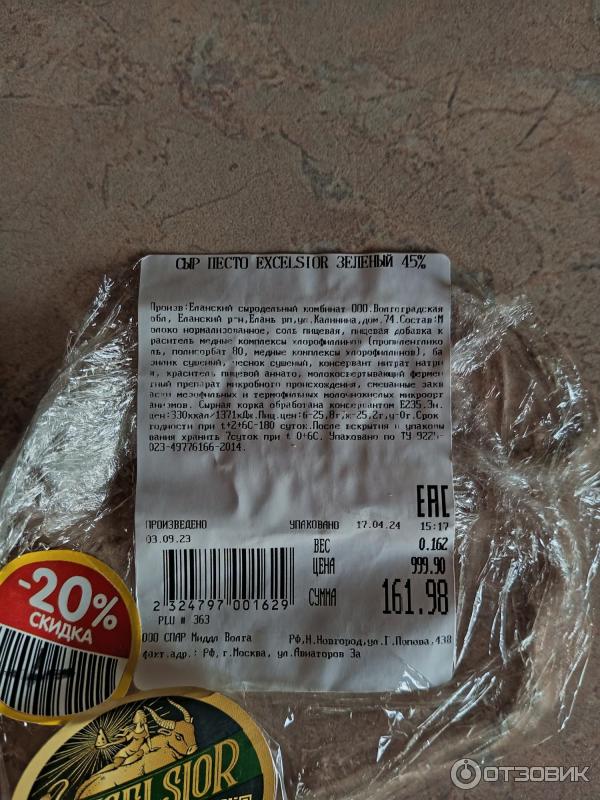 СЫР ПЕСТО EXCELSIOR ЗЕЛЕНЫЙ 45%
Произв:Еланский сыродельный комбинат ООО.Волгоградская
обл, Еланский р-н,Елань рп,ул.Калинина,дом.74.Состав:М
олоко нормализованное, соль пищевая, пищевая добавка к
раситель медные комплексы хлорофиллинов (пропиленглико
ль, полисорбат 80, медные комплексы хлорофиллинов), ба
зилик сушеный, чеснок сушеный, консервант нитрат натри
я, краситель пищевой аннато, молокосвертывающий фермен
тный препарат микробного происхождения, смешанные закв
аски мезофильных и термофильных молочнокислых микроорг
анизмов. Сырная корка обработана консервантом Е235.Эн.
цен:330ккал/1371кДж.Пищ.цен:б-25,8г,ж-25,2г,у-0г.Срок
годности при t+2+6С-180 суток.После вскрытия и упаковы
вания хранить 7суток при t 0+6С. Упаковано по ТУ 9225-
023-49776166-2014.
EAC
ПРОИЗВЕДЕНО УПАКОВАНО 17.04.24 15:17
03.09.23
ВЕС 0.162
ЦЕНА 999.90
СУММА 161.98
2 324797 001629
PLU # 363
ООО СПАР Миддл Волга РФ,Н.Новгород,ул.Г.Попова,43В
факт.адр.: РФ, г.Москва, ул.Авиаторов 3а
-20%
СКИДКА
EXCELSIOR
ОТЗОВИК